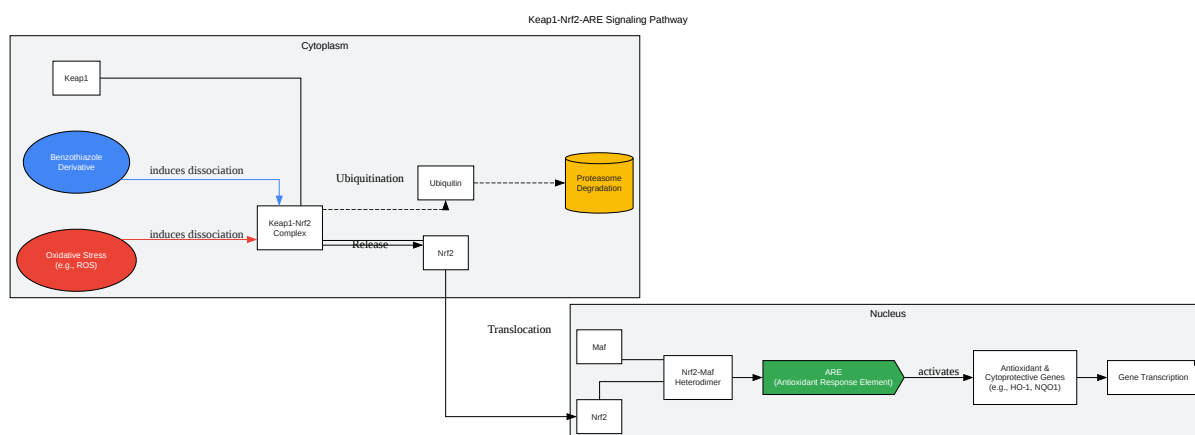 Keap1-Nrf2-ARE Signaling Pathway
Cytoplasm
Keap1
Benzothiazole
Derivative
induces dissociation
Ubiquitination
Ubiquitin
Proteasome
Degradation
Keap1-Nrf2
Complex
induces dissociation
Release
Nrf2
Oxidative Stress
(e.g., ROS)
Translocation
Nucleus
Maf
Nrf2-Maf
Heterodimer
ARE
(Antioxidant Response Element)
activates
Antioxidant &
Cytoprotective Genes
(e.g., HO-1, NQO1)
Gene Transcription
Nrf2